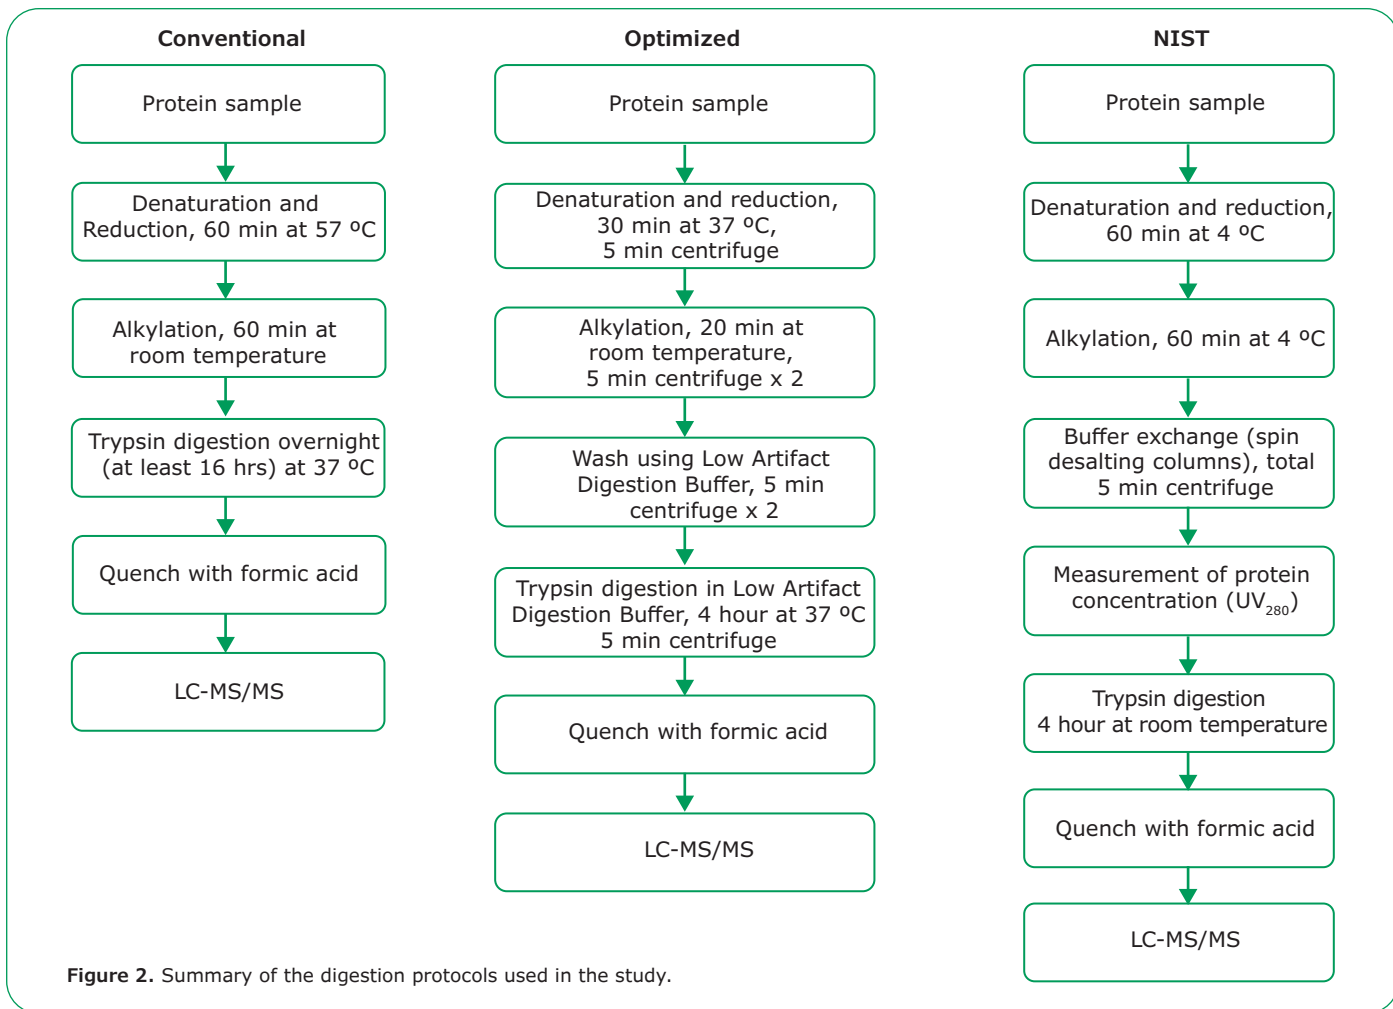 Conventional
Protein sample
Denaturation and
Reduction, 60 min at 57 ºC
Alkylation, 60 min at
room temperature
Trypsin digestion overnight
(at least 16 hrs) at 37 ºC
Quench with formic acid
LC-MS/MS
Optimized
Protein sample
Denaturation and reduction,
30 min at 37 ºC,
5 min centrifuge
Alkylation, 20 min at
room temperature,
5 min centrifuge x 2
Wash using Low Artifact
Digestion Buffer, 5 min
centrifuge x 2
Trypsin digestion in Low Artifact
Digestion Buffer, 4 hour at 37 ºC
5 min centrifuge
Quench with formic acid
LC-MS/MS
NIST
Protein sample
Denaturation and reduction,
60 min at 4 ºC
Alkylation, 60 min at 4 ºC
Buffer exchange (spin
desalting columns), total
5 min centrifuge
Measurement of protein
concentration (UV280)
Trypsin digestion
4 hour at room temperature
Quench with formic acid
LC-MS/MS
Figure 2. Summary of the digestion protocols used in the study.